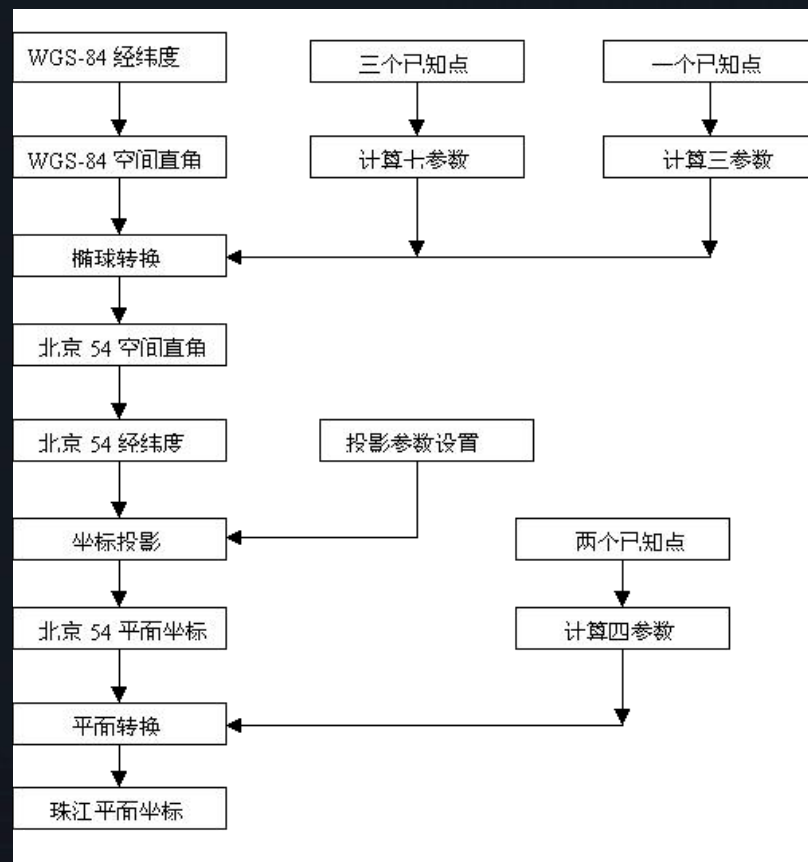 WGS-84 经纬度
三个已知点
一个已知点
WGS-84 空间直角
计算七参数
计算三参数
椭球转换
北京 54 空间直角
北京 54 经纬度
投影参数设置
坐标投影
两个已知点
北京 54 平面坐标
计算四参数
平面转换
珠江平面坐标